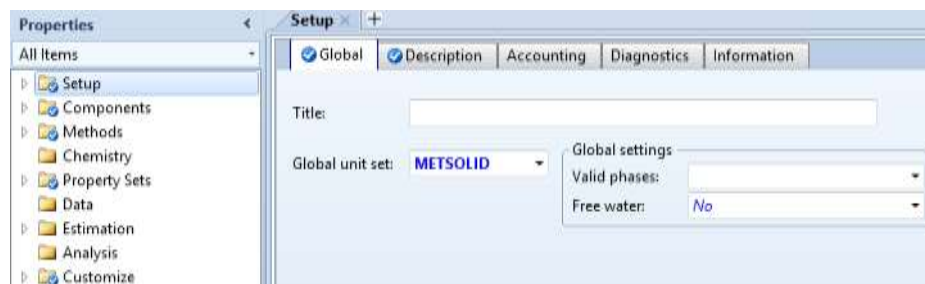 Properties
All Items
Setup
Components
Methods
Chemistry
Property Sets
Data
Estimation
Analysis
Customize
Setup
Global Description Accounting Diagnostics Information
Title:
Global unit set: METSOLID
Global settings
Valid phases:
Free water: No